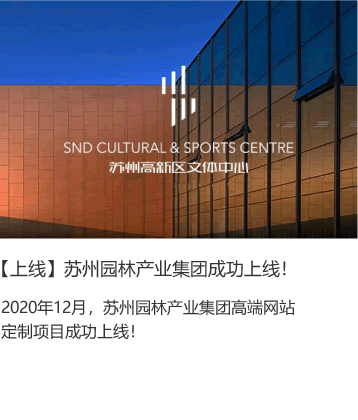 SND CULTURAL & SPORTS CENTRE
苏州高新区文体中心
【上线】苏州园林产业集团成功上线！
2020年12月，苏州园林产业集团高端网站
定制项目成功上线！